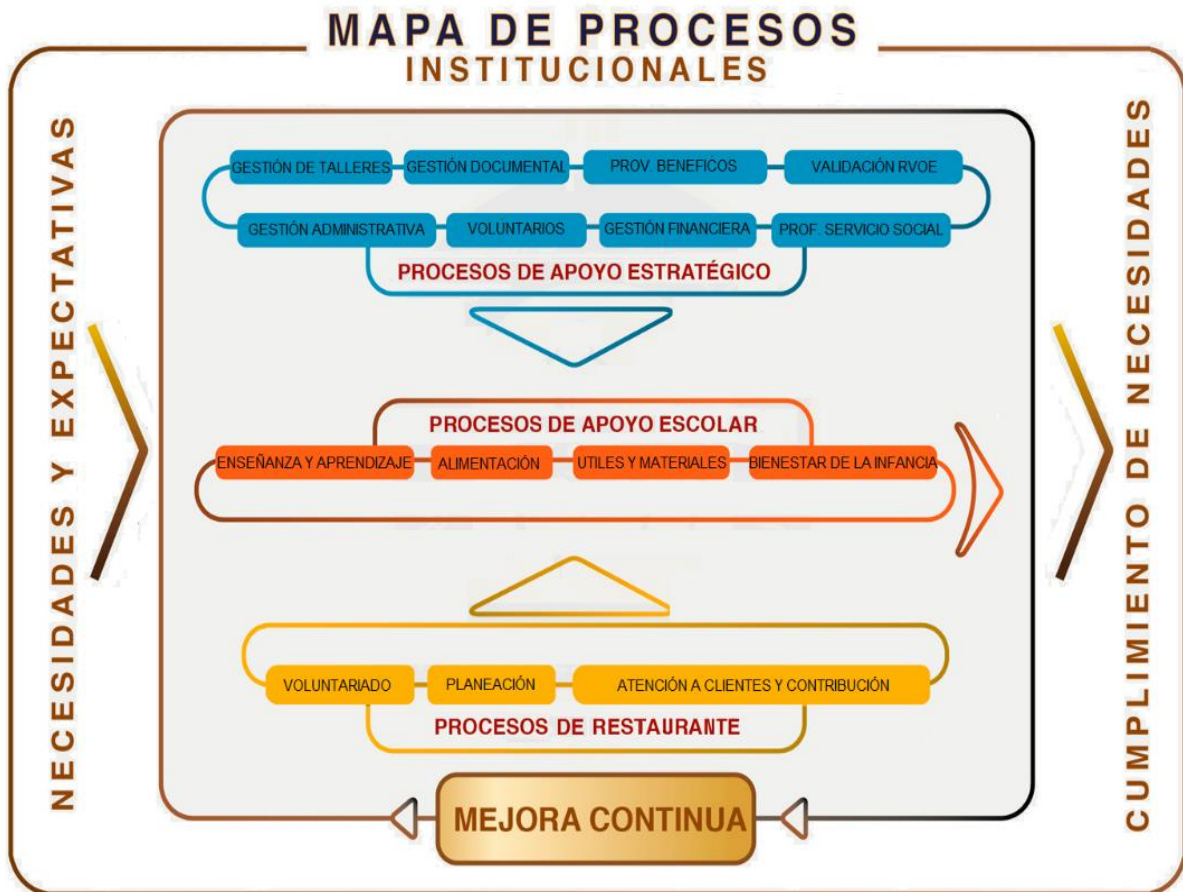 MAPA DE PROCESOS
INSTITUCIONALES
NECESIDADES Y EXPECTATIVAS
GESTIÓN DE TALLERES
GESTIÓN DOCUMENTAL
PROV. BENEFICOS
VALIDACIÓN RVOE
GESTIÓN ADMINISTRATIVA
VOLUNTARIOS
GESTIÓN FINANCIERA
PROF. SERVICIO SOCIAL
PROCESOS DE APOYO ESTRATÉGICO
PROCESOS DE APOYO ESCOLAR
ENSEÑANZA Y APRENDIZAJE
ALIMENTACIÓN
UTILES Y MATERIALES
BIENESTAR DE LA INFANCIA
VOLUNTARIADO
PLANEACIÓN
ATENCIÓN A CLIENTES Y CONTRIBUCIÓN
PROCESOS DE RESTAURANTE
MEJORA CONTINUA
CUMPLIMIENTO DE NECESIDADES